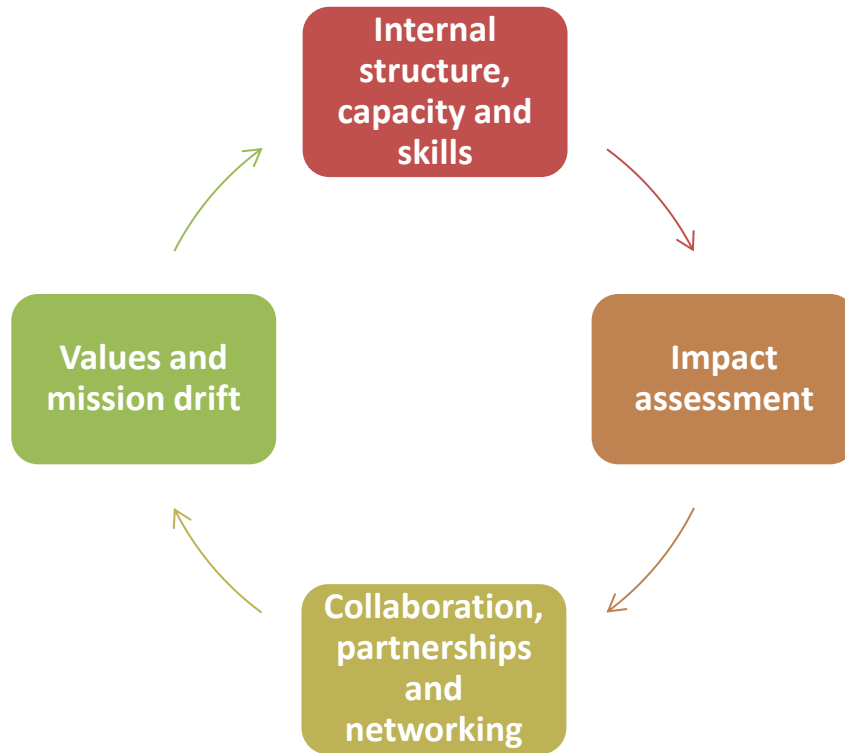 Internal
structure,
capacity and
skills
Impact
assessment
Collaboration,
partnerships
and
networking
Values and
mission drift